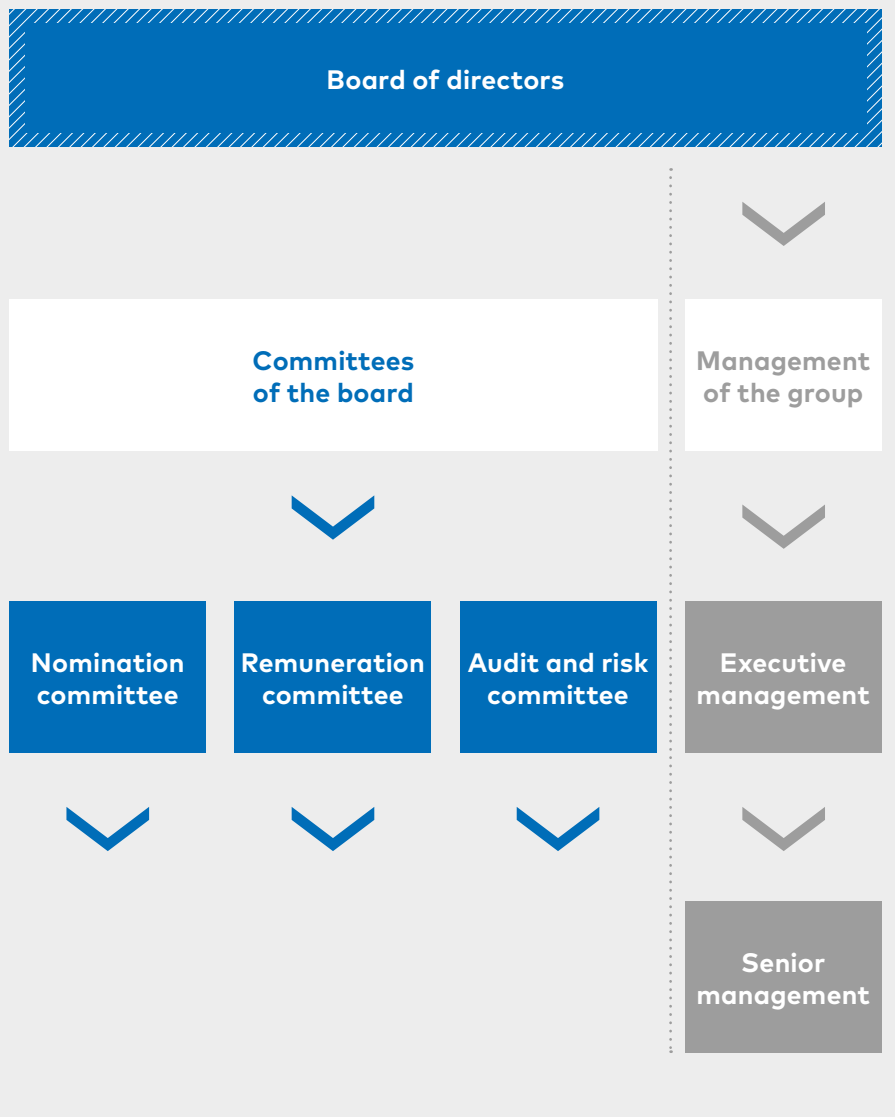 Board of directors
Committees
of the board
Management
of the group
Nomination
committee
Remuneration
committee
Audit and risk
committee
Executive
management
Senior
management